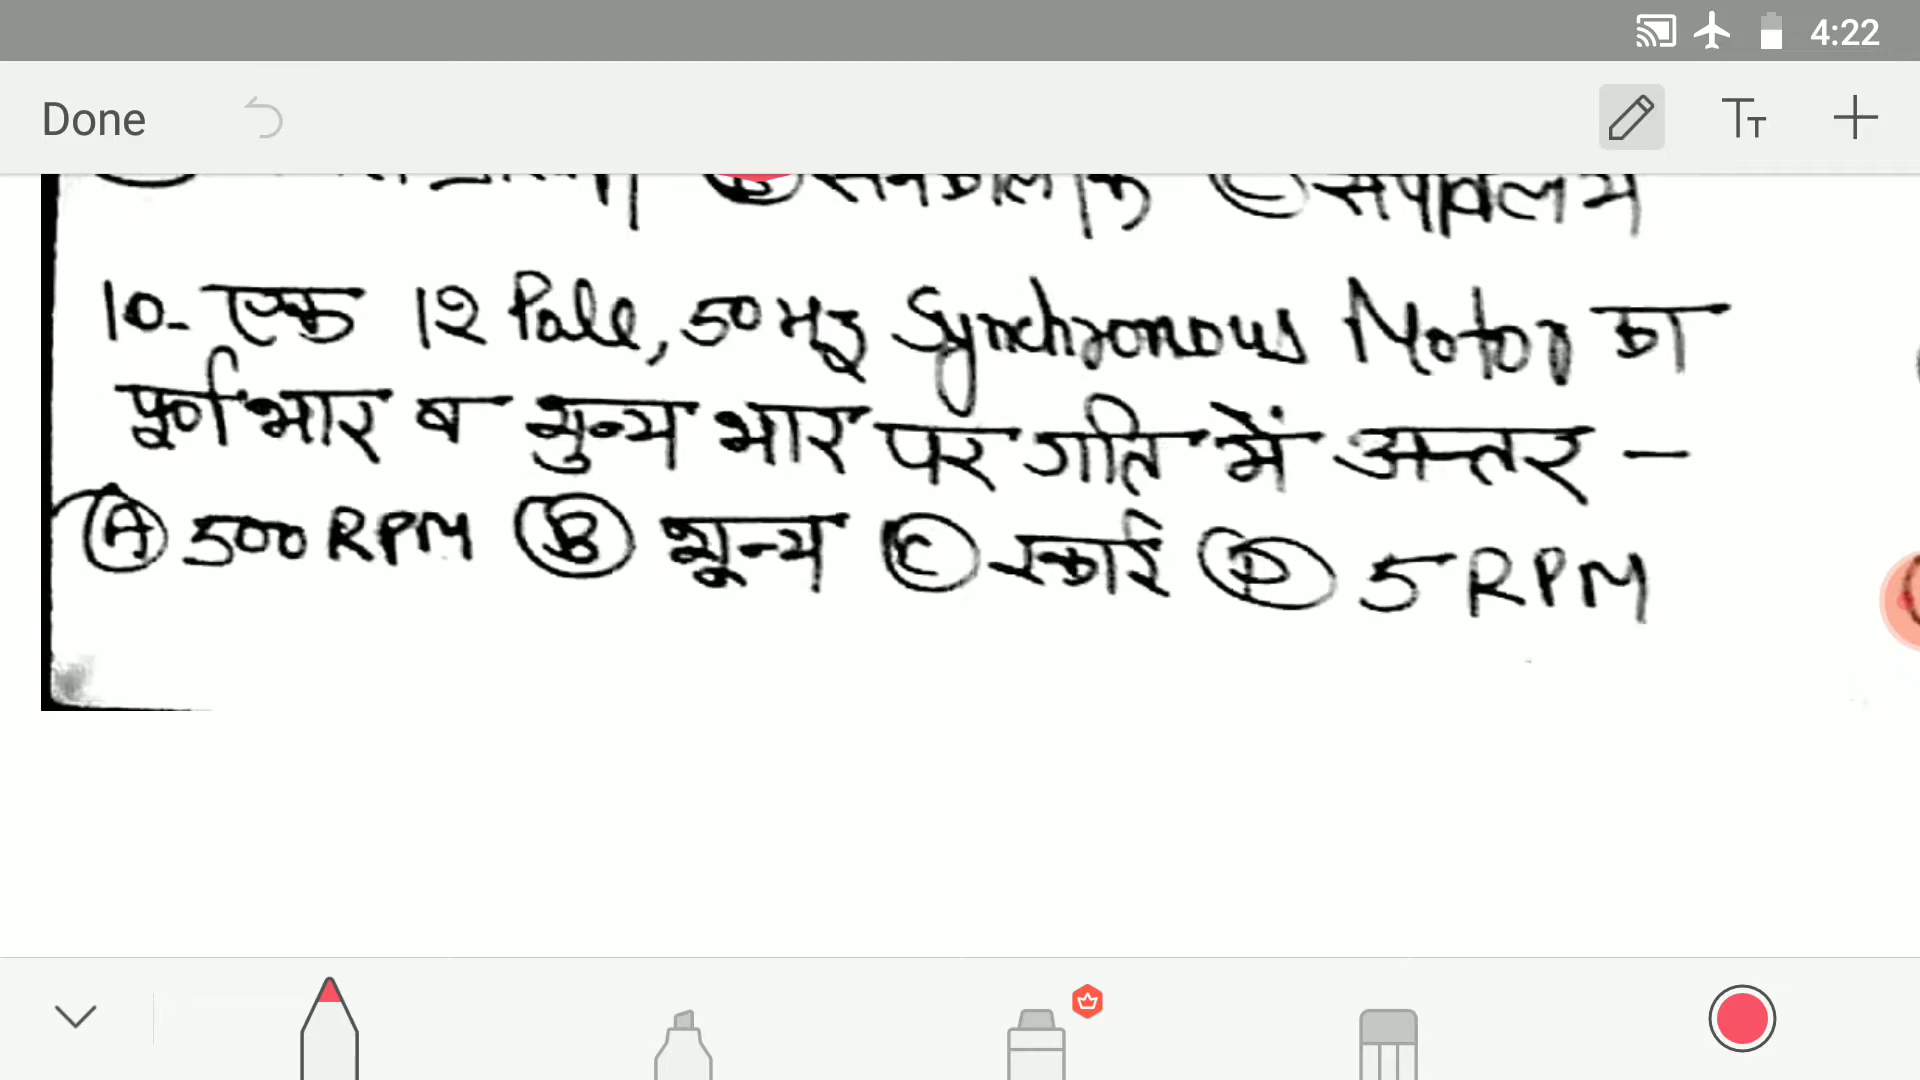 4:22
Done
10- एक 12 Pole, 50 Hz Synchronous Motor का
पूर्ण भार व शुन्य भार पर गति में अन्तर -
(A) 500 RPM (B) शून्य (C) इकाई (D) 5 RPM